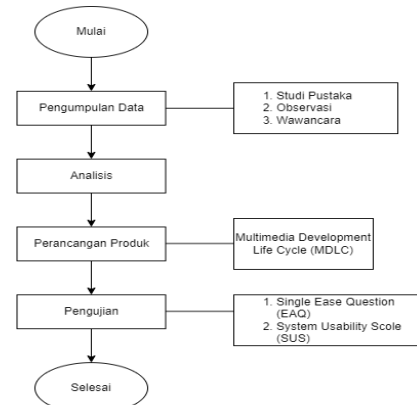 Mulai
Pengumpulan Data
1. Studi Pustaka
2. Observasi
3. Wawancara
Analisis
Perancangan Produk
Multimedia Development
Life Cycle (MDLC)
Pengujian
1. Single Ease Question
(EAQ)
2. System Usability Scole
(SUS)
Selesai